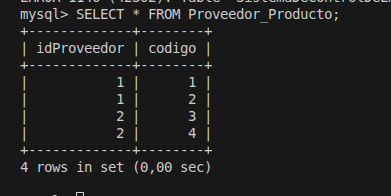 mysql> SELECT * FROM Proveedor_Producto;
+-------------+--------+
| idProveedor | codigo |
+-------------+--------+
|           1 |      1 |
|           1 |      2 |
|           2 |      3 |
|           2 |      4 |
+-------------+--------+
4 rows in set (0,00 sec)